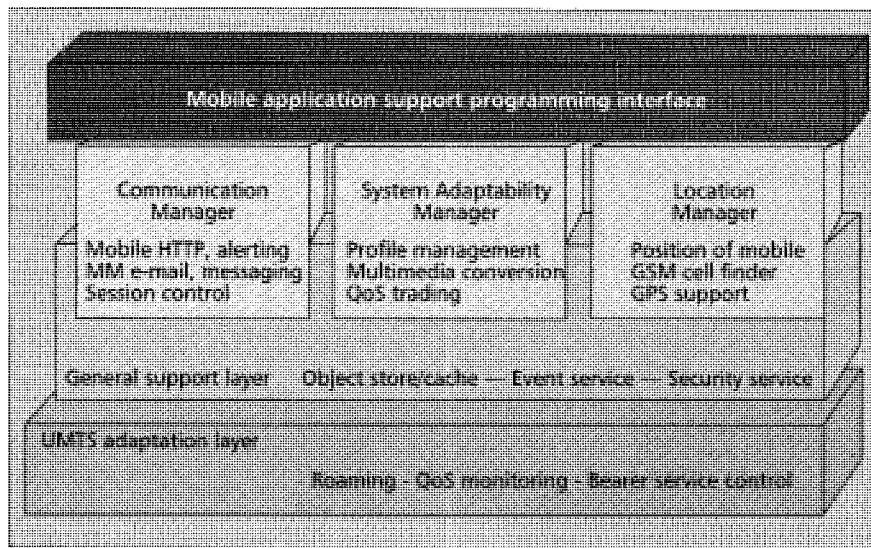 Mobile application support programming interface
Communication
Manager
Mobile HTTP, alerting
MM e-mail, messaging
Session control
System Adaptability
Manager
Profile management
Multimedia conversion
QoS trading
Location
Manager
Position of mobile
GSM cell finder
GPS support
General support layer Object store/cache — Event service — Security service
UMTS adaptation layer
Roaming - QoS monitoring - Bearer service control